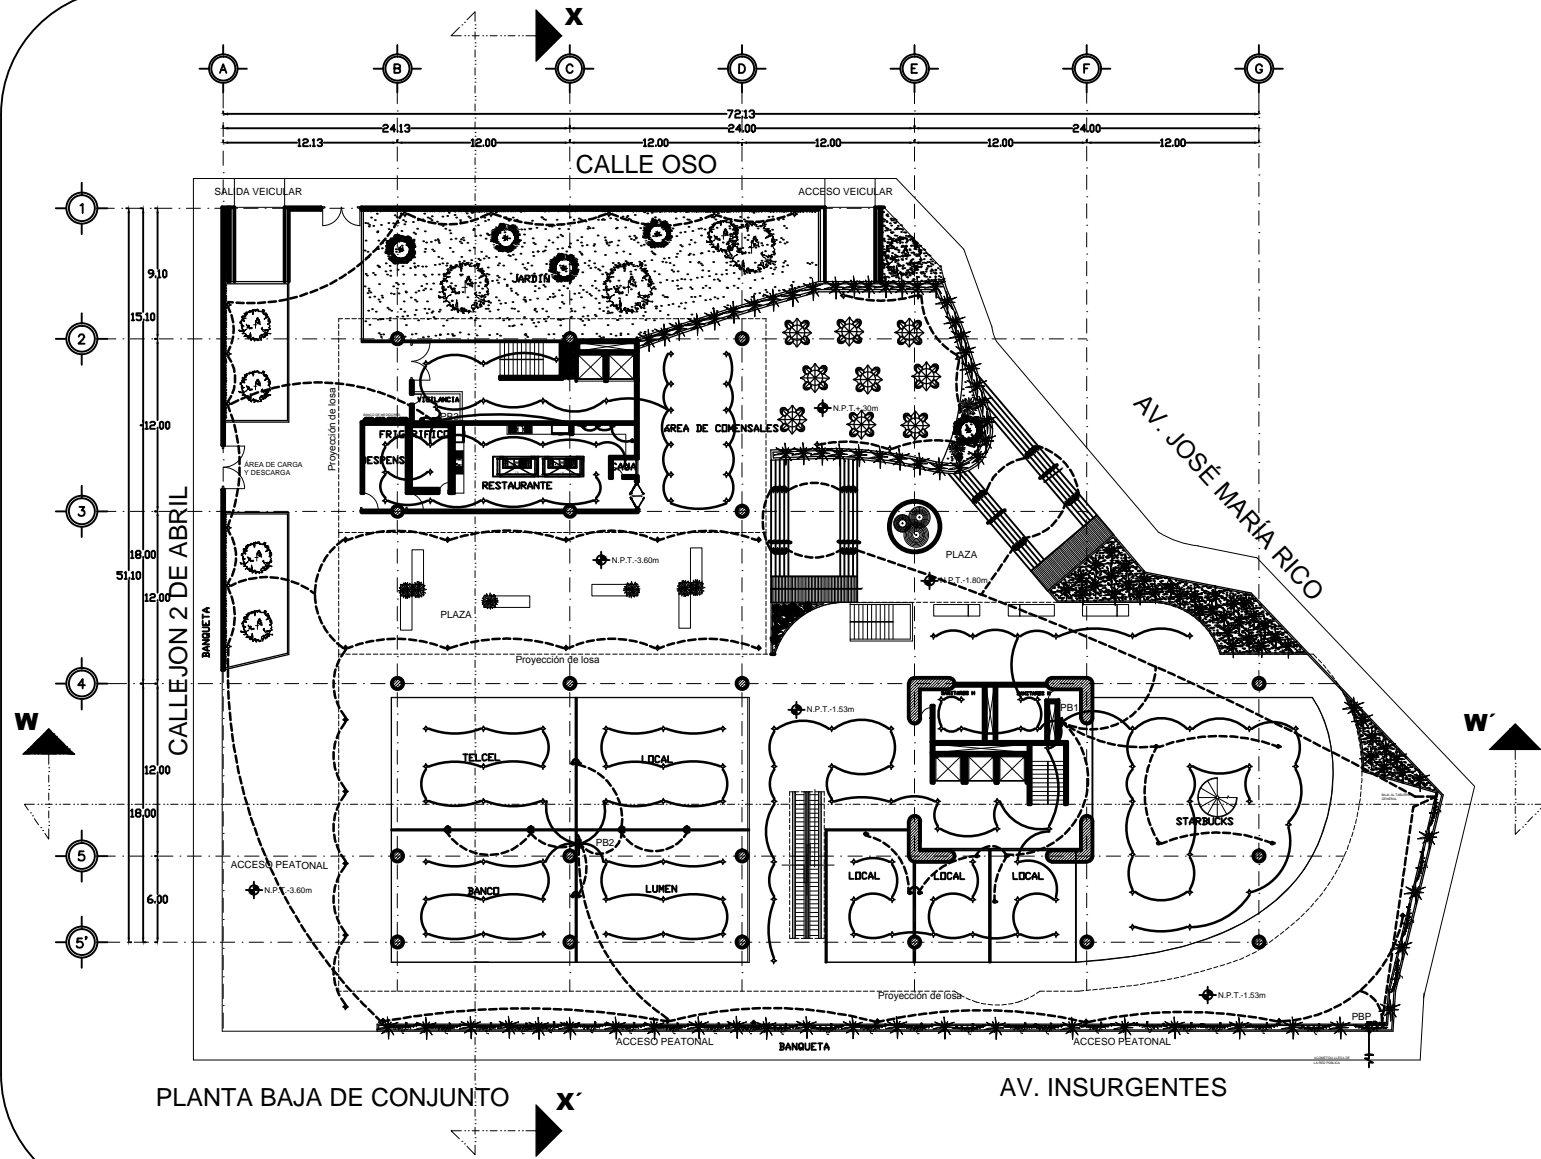 X
A B C D E F G
72.13
24.13 24.00 24.00
12.13 12.00 12.00 12.00 12.00 12.00
CALLE OSO
SALIDA VEICULAR
ACCESO VEICULAR
1
9.10
JARDIN
15.10
2
Proyección de losa
VIGILANCIA
PB3
N.P.T.+.30m
AV. JOSÉ MARÍA RICO
12.00
FRIGORIFICO
ÁREA DE COMENSALES
DESPENSA
CAJA
ÁREA DE CARGA
Y DESCARGA
RESTAURANTE
3
CALLEJON 2 DE ABRIL
18.00
51.10
12.00
N.P.T.-3.60m
PLAZA
N.P.T.-1.80m
PLAZA
BANQUETA
Proyección de losa
4
SANITARIOS H
SANITARIOS M
PB1
N.P.T.-1.53m
W
W´
TELCEL
LOCAL
12.00
18.00
STARBUCKS
PB2
5
ACCESO PEATONAL
N.P.T.-3.60m
BANCO
LUMEN
LOCAL
LOCAL
LOCAL
6.00
5'
Proyección de losa
N.P.T.-1.53m
PBP
ACCESO PEATONAL
BANQUETA
ACCESO PEATONAL
PLANTA BAJA DE CONJUNTO
X´
AV. INSURGENTES